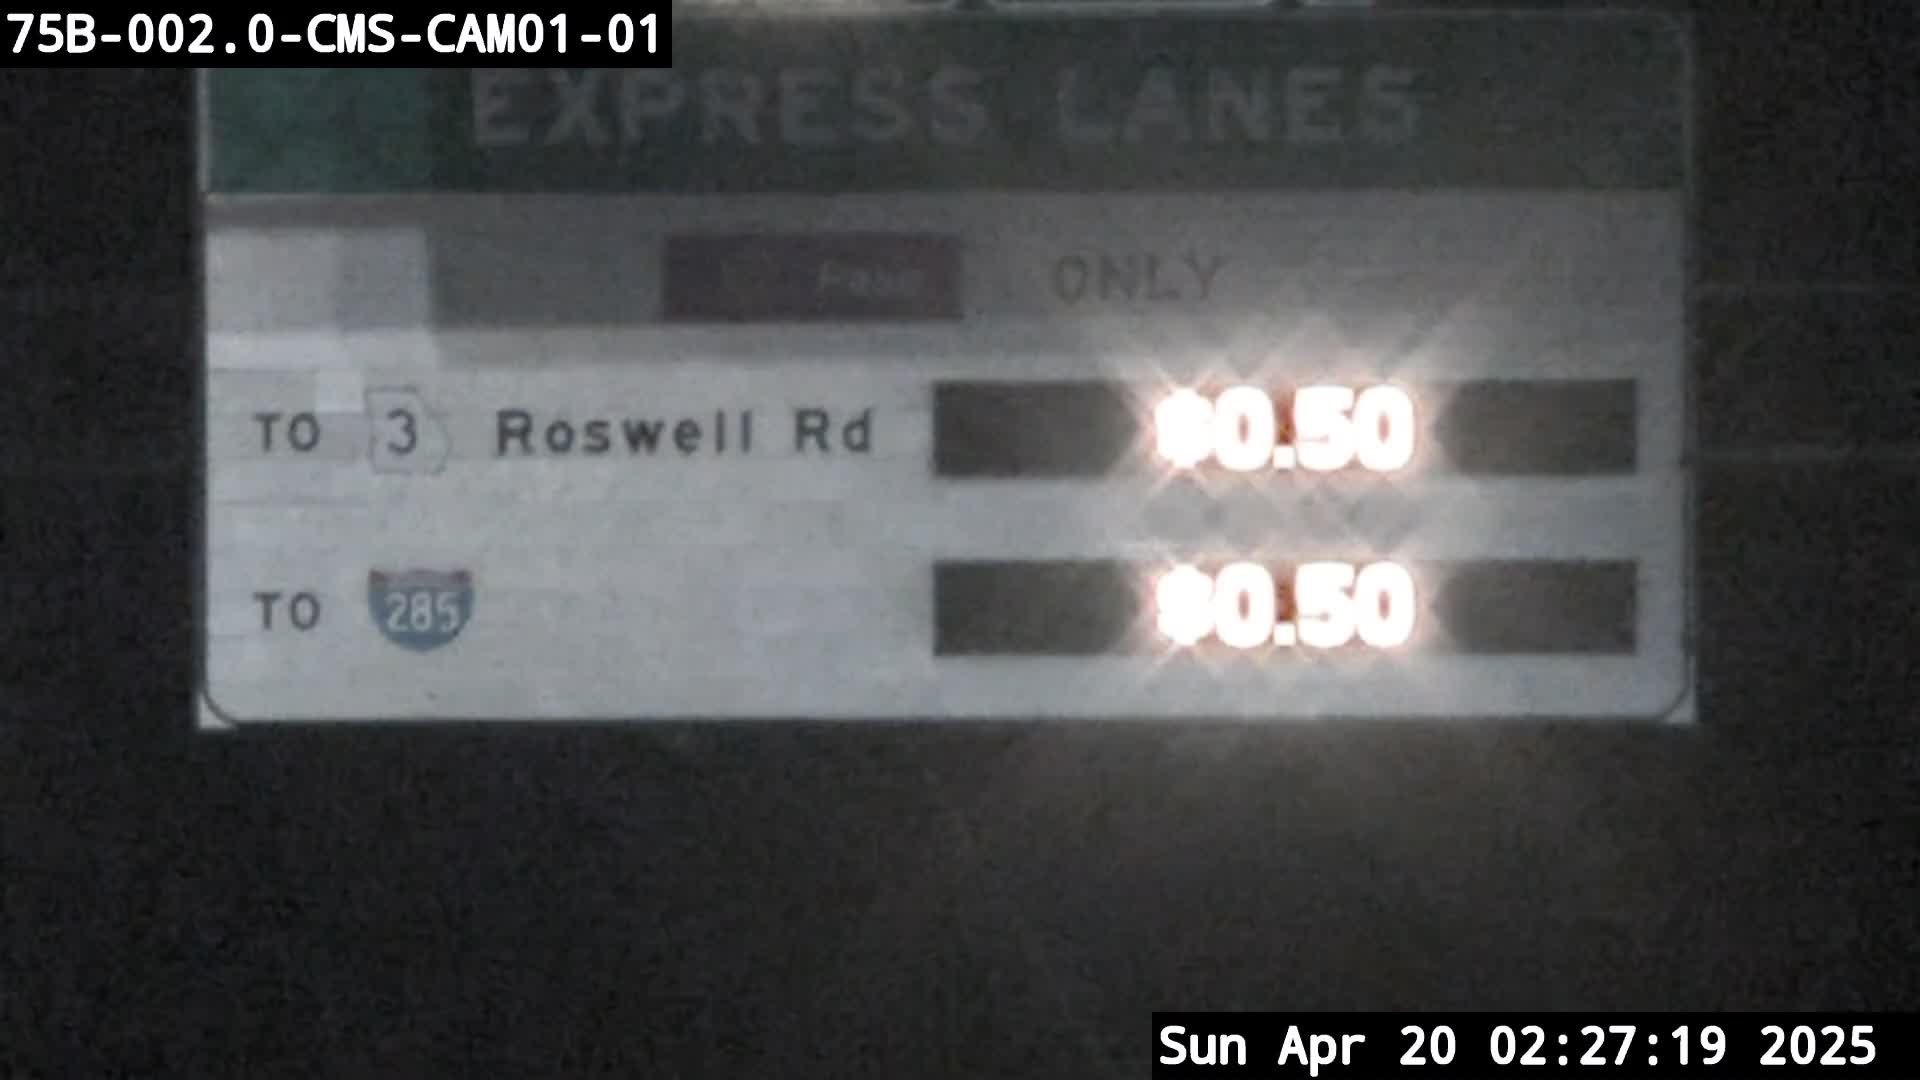 75B-002.0-CMS-CAM01-01
EXPRESS LANES
ONLY
TO 3 Roswell Rd $0.50
TO 285 $0.50
Sun Apr 20 02:27:19 2025